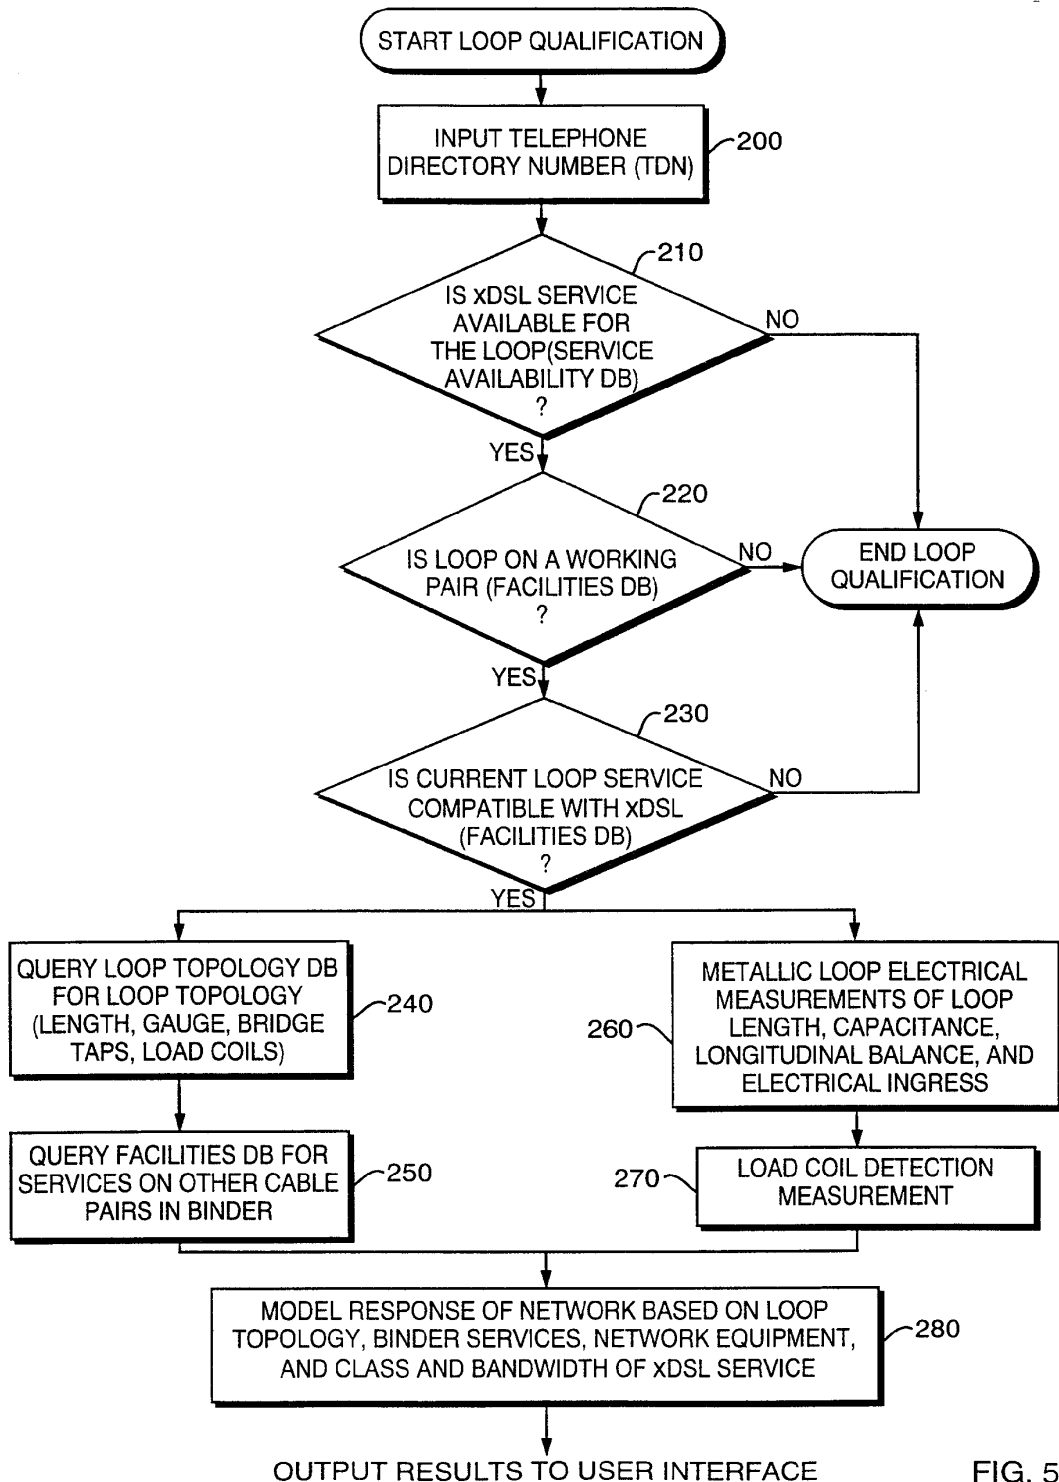 START LOOP QUALIFICATION
INPUT TELEPHONE
DIRECTORY NUMBER (TDN)
200
210
IS xDSL SERVICE
AVAILABLE FOR
THE LOOP(SERVICE
AVAILABILITY DB)
?
NO
YES
220
IS LOOP ON A WORKING
PAIR (FACILITIES DB)
?
NO
END LOOP
QUALIFICATION
YES
230
IS CURRENT LOOP SERVICE
COMPATIBLE WITH xDSL
(FACILITIES DB)
?
NO
YES
QUERY LOOP TOPOLOGY DB
FOR LOOP TOPOLOGY
(LENGTH, GAUGE, BRIDGE
TAPS, LOAD COILS)
240
QUERY FACILITIES DB FOR
SERVICES ON OTHER CABLE
PAIRS IN BINDER
250
260
METALLIC LOOP ELECTRICAL
MEASUREMENTS OF LOOP
LENGTH, CAPACITANCE,
LONGITUDINAL BALANCE, AND
ELECTRICAL INGRESS
270
LOAD COIL DETECTION
MEASUREMENT
MODEL RESPONSE OF NETWORK BASED ON LOOP
TOPOLOGY, BINDER SERVICES, NETWORK EQUIPMENT,
AND CLASS AND BANDWIDTH OF xDSL SERVICE
280
OUTPUT RESULTS TO USER INTERFACE
FIG. 5